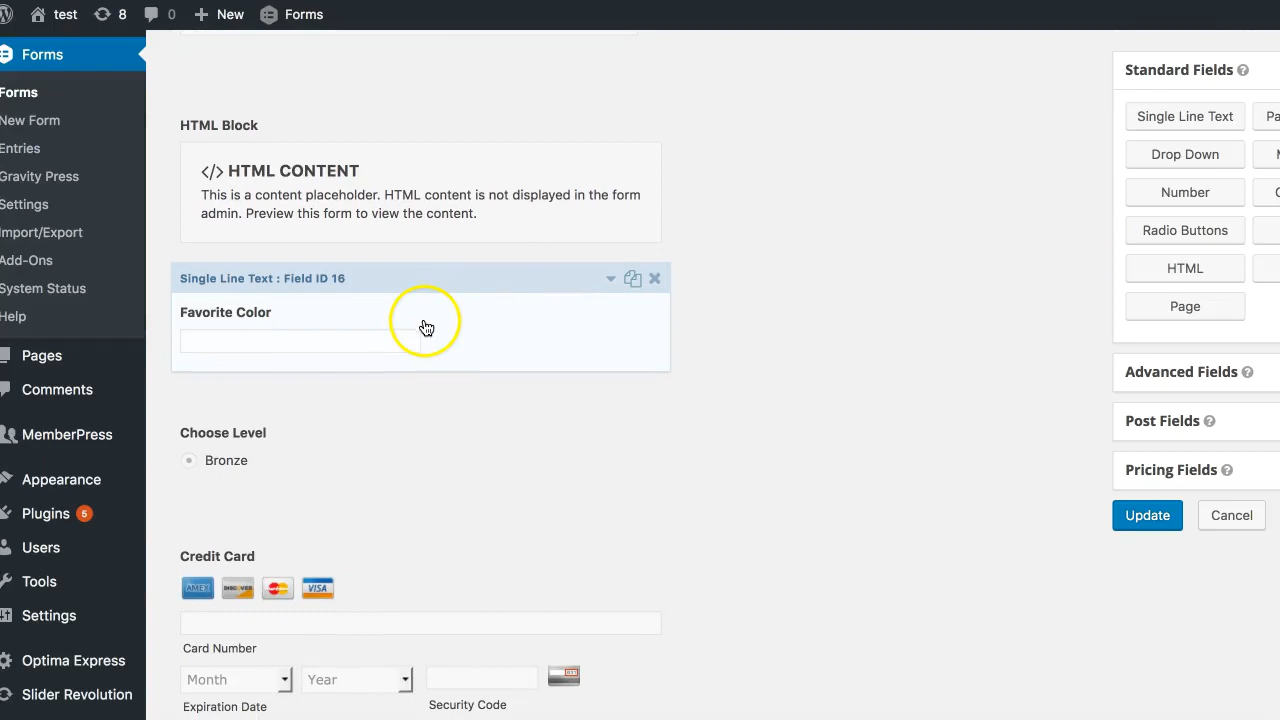 test 8 0 New Forms
Forms
Forms
New Form
Entries
Gravity Press
Settings
Import/Export
Add-Ons
System Status
Help
Pages
Comments
MemberPress
Appearance
Plugins 5
Users
Tools
Settings
Optima Express
Slider Revolution
HTML Block
</> HTML CONTENT
This is a content placeholder. HTML content is not displayed in the form
admin. Preview this form to view the content.
Single Line Text : Field ID 16
Favorite Color
Choose Level
Bronze
Credit Card
AMEX DISCOVER MasterCard VISA
Card Number
Month Year
Expiration Date
Security Code
Standard Fields ?
Single Line Text Pa
Drop Down
Number
Radio Buttons
HTML
Page
Advanced Fields ?
Post Fields ?
Pricing Fields ?
Update Cancel